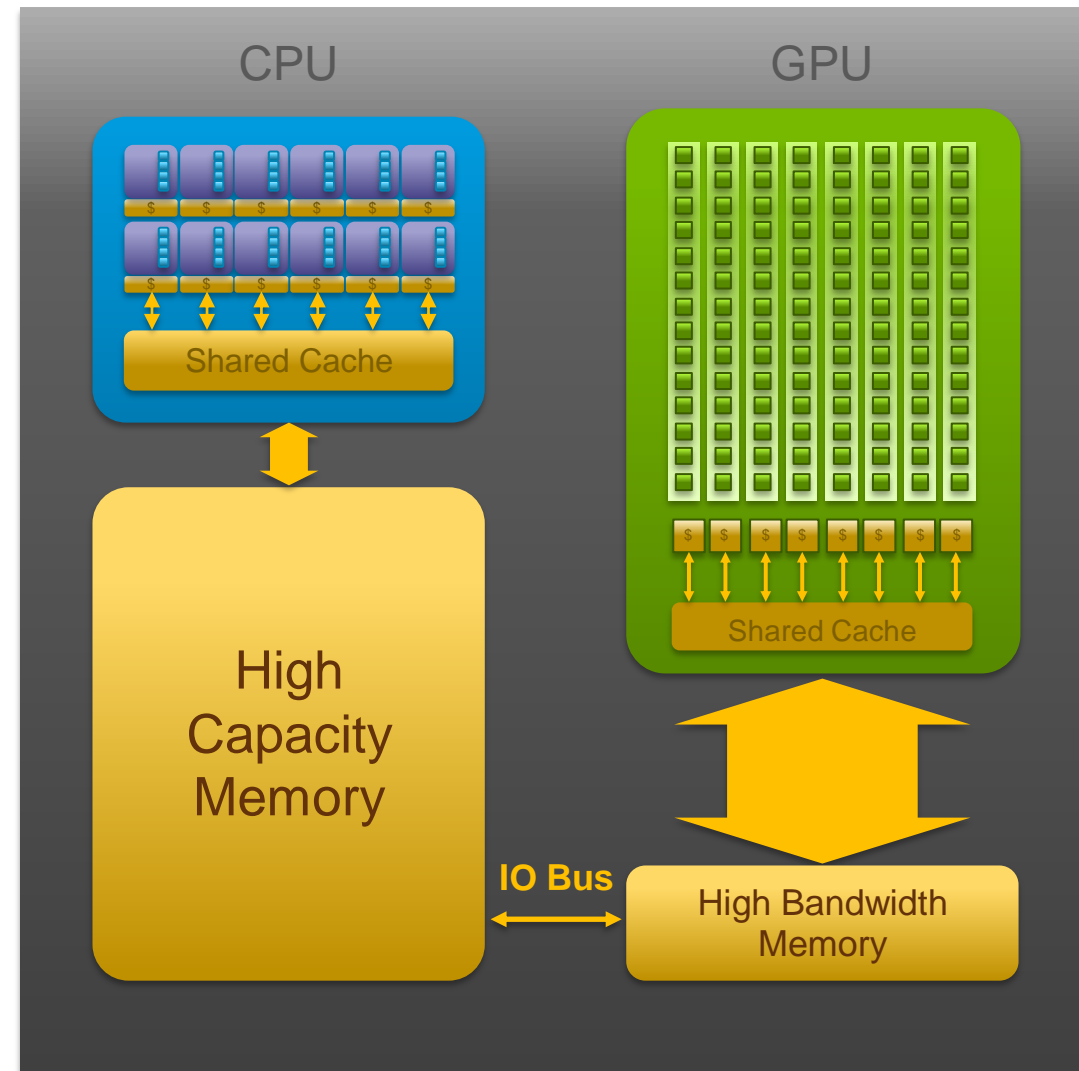 CPU
GPU
$ $ $ $ $ $
$ $ $ $ $ $
Shared Cache
$ $ $ $ $ $ $ $
Shared Cache
High
Capacity
Memory
IO Bus
High Bandwidth
Memory